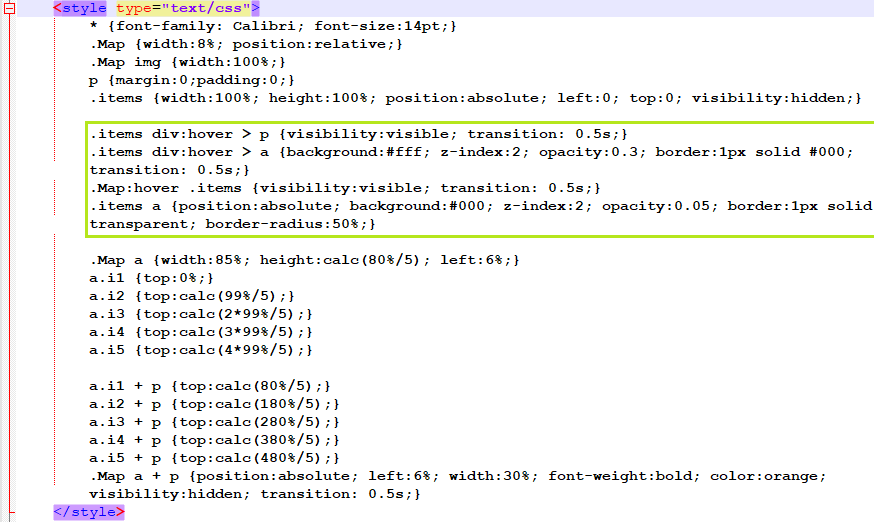 <style type="text/css">
* {font-family: Calibri; font-size:14pt;}
.Map {width:8%; position:relative;}
.Map img {width:100%;}
p {margin:0;padding:0;}
.items {width:100%; height:100%; position:absolute; left:0; top:0; visibility:hidden;}
.items div:hover > p {visibility:visible; transition: 0.5s;}
.items div:hover > a {background:#fff; z-index:2; opacity:0.3; border:1px solid #000;
transition: 0.5s;}
.Map:hover .items {visibility:visible; transition: 0.5s;}
.items a {position:absolute; background:#000; z-index:2; opacity:0.05; border:1px solid
transparent; border-radius:50%;}
.Map a {width:85%; height:calc(80%/5); left:6%;}
a.i1 {top:0%;}
a.i2 {top:calc(99%/5);}
a.i3 {top:calc(2*99%/5);}
a.i4 {top:calc(3*99%/5);}
a.i5 {top:calc(4*99%/5);}
a.i1 + p {top:calc(80%/5);}
a.i2 + p {top:calc(180%/5);}
a.i3 + p {top:calc(280%/5);}
a.i4 + p {top:calc(380%/5);}
a.i5 + p {top:calc(480%/5);}
.Map a + p {position:absolute; left:6%; width:30%; font-weight:bold; color:orange;
visibility:hidden; transition: 0.5s;}
</style>